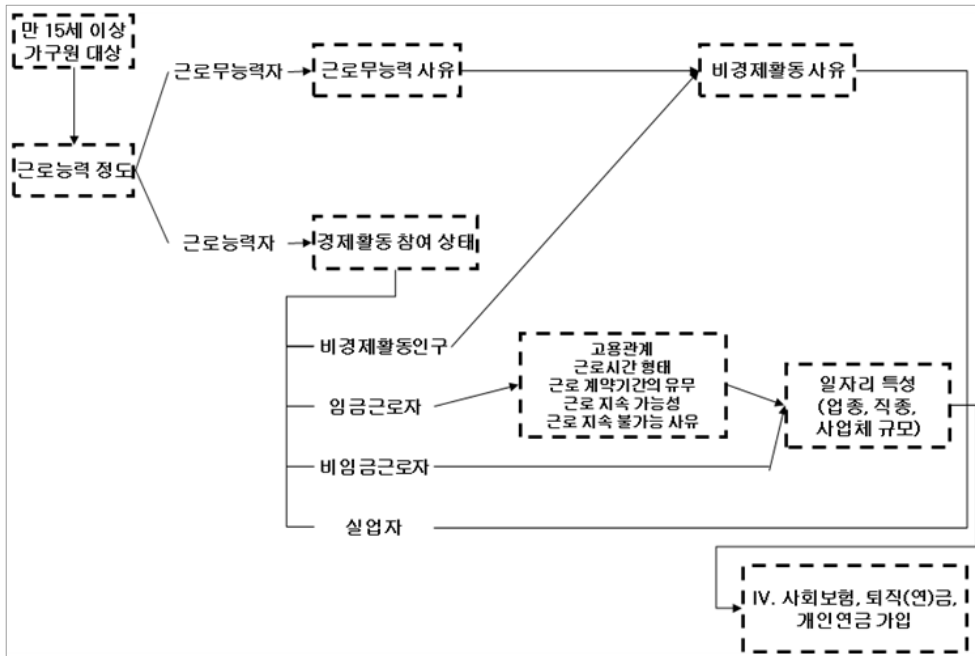 만 15세 이상
가구원 대상
근로무능력자
근로무능력 사유
비경제활동 사유
근로능력 정도
근로능력자
경제활동 참여 상태
비경제활동인구
고용관계
근로시간 형태
근로 계약기간의 유무
근로 지속 가능성
근로 지속 불가능 사유
일자리 특성
(업종, 직종,
사업체 규모)
임금근로자
비임금근로자
실업자
IV. 사회보험, 퇴직(연)금,
개인연금 가입